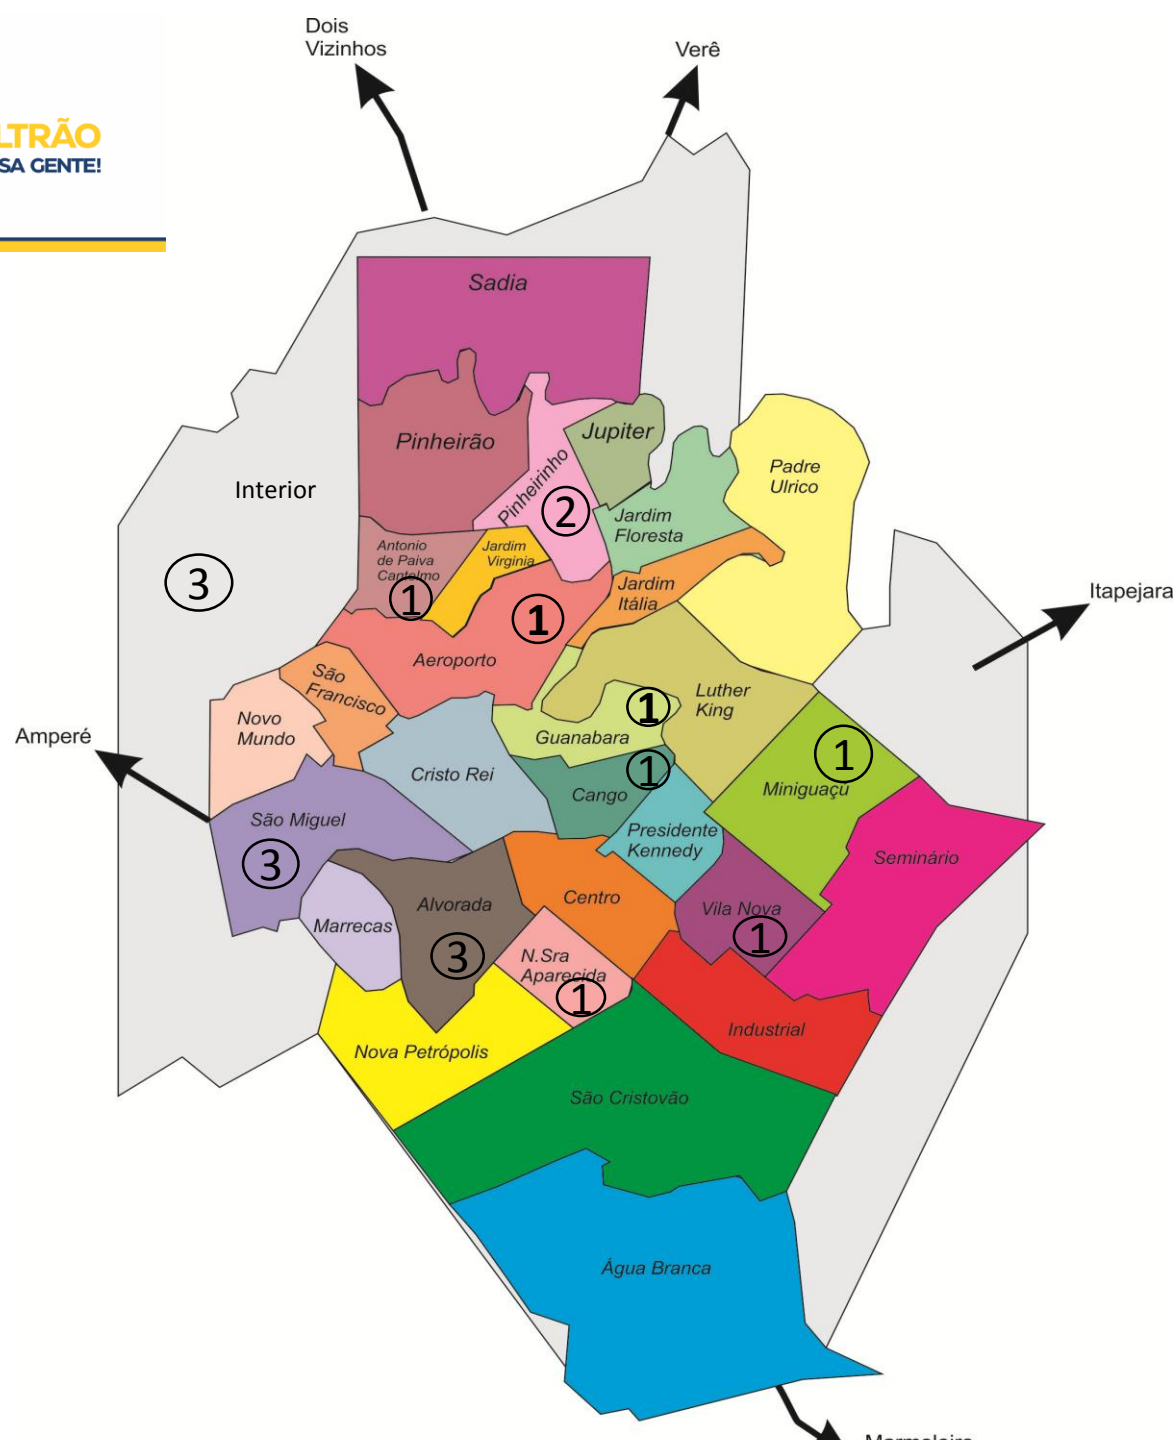 Dois
Vizinhos
Verê
LTRÃO
SA GENTE!
Sadia
Pinheirão
Jupiter
Pinheirinho
2
Padre
Ulrico
Interior
3
Jardim
Floresta
Antonio
de Paiva
Cantelmo
1
Jardim
Virginia
Jardim
Itália
1
Aeroporto
Itapejara
São
Francisco
Novo
Mundo
Luther
King
1
Guanabara
Amperé
Cristo Rei
1
Cango
1
Miniguaçu
São Miguel
3
Presidente
Kennedy
Seminário
Centro
Alvorada
3
Vila Nova
1
Marrecas
N.Sra
Aparecida
1
Industrial
Nova Petrópolis
São Cristovão
Água Branca